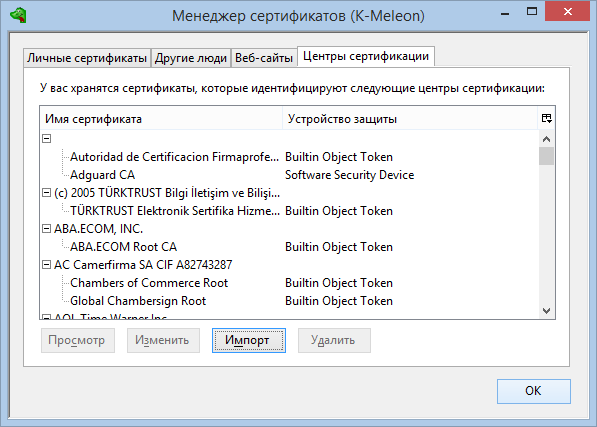 Менеджер сертификатов (K-Meleon)
Личные сертификаты Другие люди Веб-сайты Центры сертификации
У вас хранятся сертификаты, которые идентифицируют следующие центры сертификации:
Имя сертификата Устройство защиты
Autoridad de Certificacion Firmaprofe... Builtin Object Token
Adguard CA Software Security Device
(c) 2005 TÜRKTRUST Bilgi İletişim ve Bilişi...
TÜRKTRUST Elektronik Sertifika Hizme... Builtin Object Token
ABA.ECOM, INC.
ABA.ECOM Root CA Builtin Object Token
AC Camerfirma SA CIF A82743287
Chambers of Commerce Root Builtin Object Token
Global Chambersign Root Builtin Object Token
AOL Time Warner Inc.
Просмотр Изменить Импорт Удалить
OK